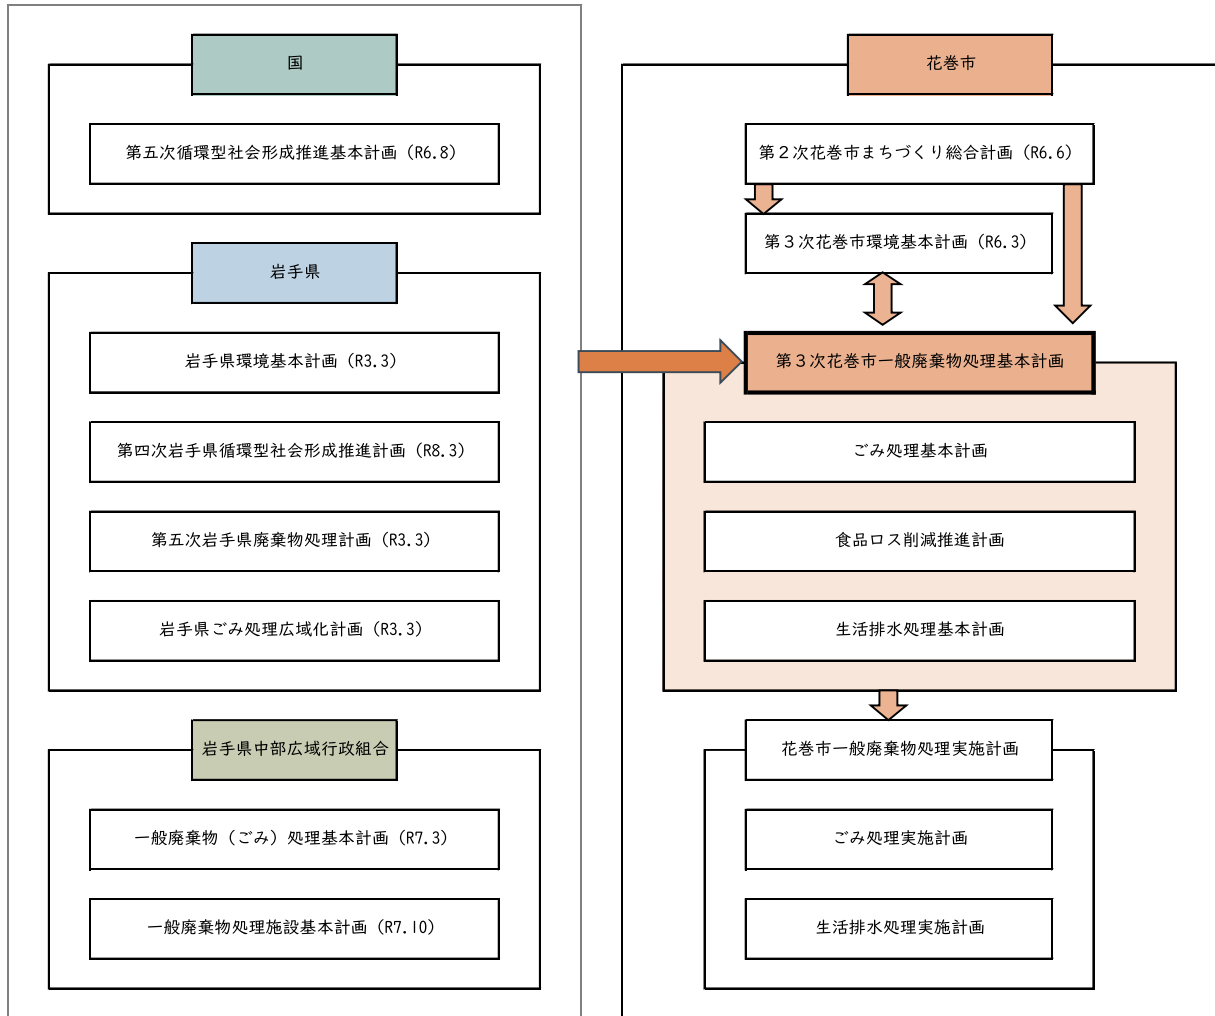 国
第五次循環型社会形成推進基本計画（R6.8）
岩手県
岩手県環境基本計画（R3.3）
第四次岩手県循環型社会形成推進計画（R8.3）
第五次岩手県廃棄物処理計画（R3.3）
岩手県ごみ処理広域化計画（R3.3）
岩手県中部広域行政組合
一般廃棄物（ごみ）処理基本計画（R7.3）
一般廃棄物処理施設基本計画（R7.10）
花巻市
第２次花巻市まちづくり総合計画（R6.6）
第３次花巻市環境基本計画（R6.3）
第３次花巻市一般廃棄物処理基本計画
ごみ処理基本計画
食品ロス削減推進計画
生活排水処理基本計画
花巻市一般廃棄物処理実施計画
ごみ処理実施計画
生活排水処理実施計画